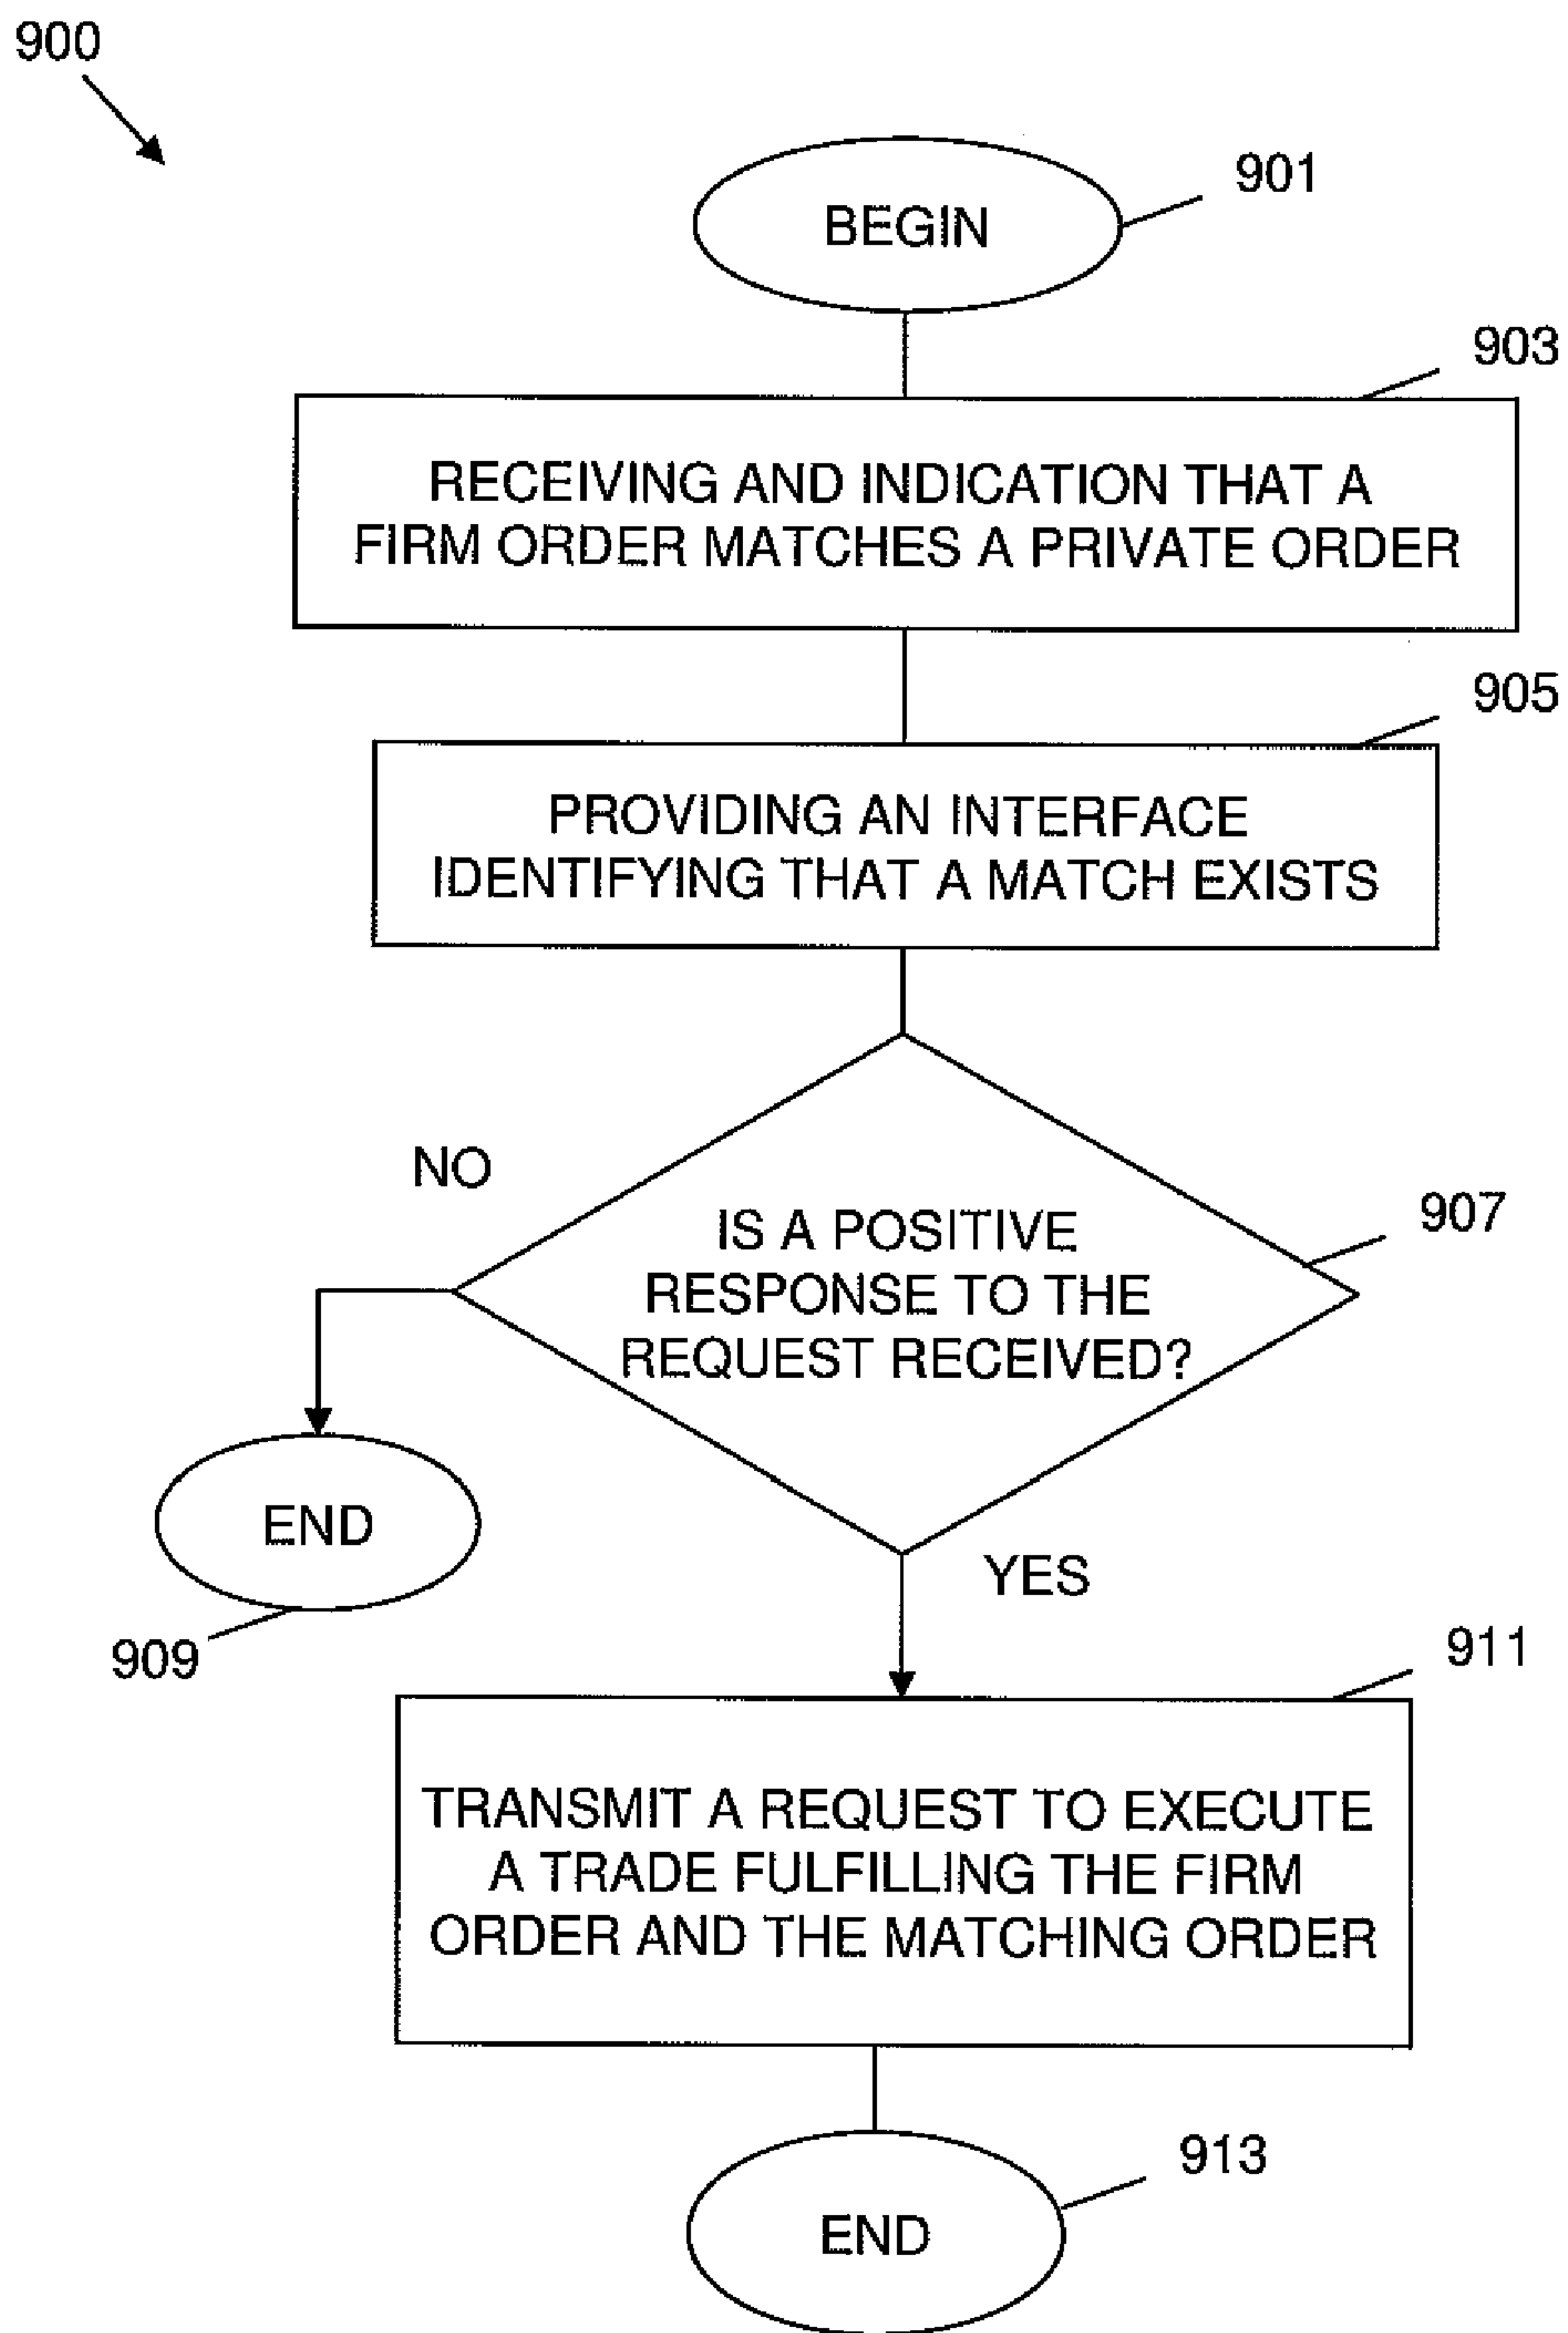 900
901
BEGIN
903
RECEIVING AND INDICATION THAT A
FIRM ORDER MATCHES A PRIVATE ORDER
905
PROVIDING AN INTERFACE
IDENTIFYING THAT A MATCH EXISTS
NO
907
IS A POSITIVE
RESPONSE TO THE
REQUEST RECEIVED?
END
909
YES
911
TRANSMIT A REQUEST TO EXECUTE
A TRADE FULFILLING THE FIRM
ORDER AND THE MATCHING ORDER
913
END